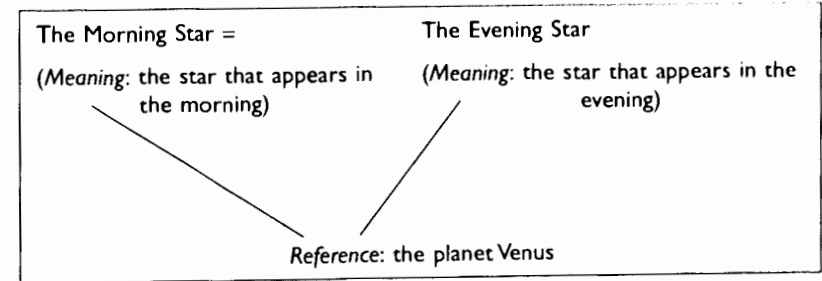 The Morning Star = The Evening Star
(Meaning: the star that appears in (Meaning: the star that appears in the
the morning) evening)
Reference: the planet Venus